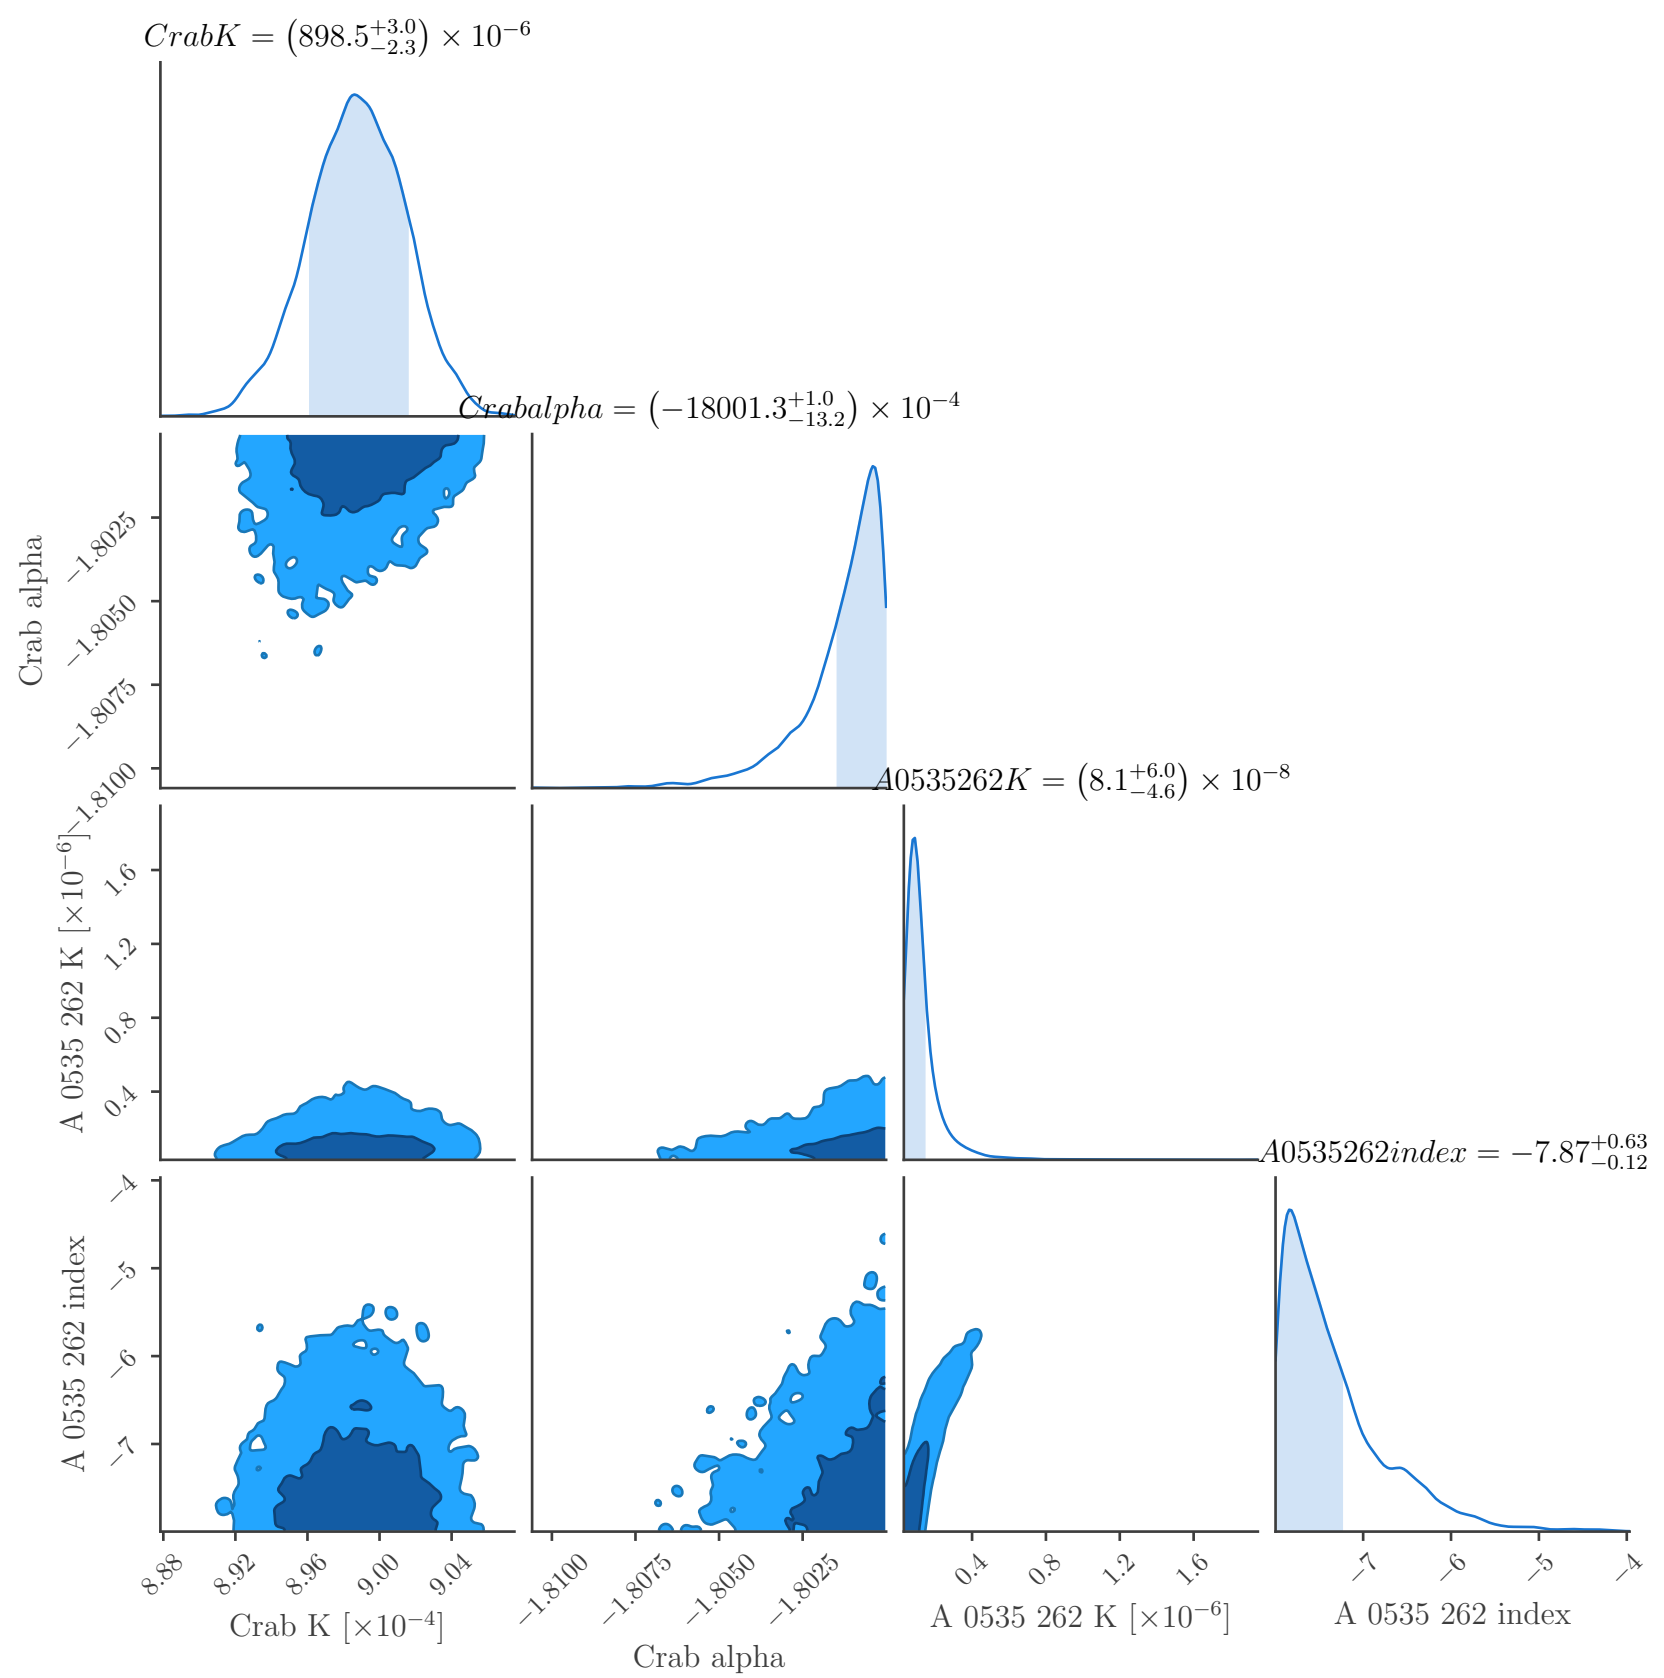 CrabK = (898.5^{+3.0}_{-2.3}) × 10^{-6}
Crabalpha = (−18001.3^{+1.0}_{-13.2}) × 10^{-4}
Crab alpha
−1.8025
−1.8050
−1.8075
−1.8100
A0535262K = (8.1^{+6.0}_{-4.6}) × 10^{-8}
A 0535 262 K [×10^{-6}]
1.6
1.2
0.8
0.4
A0535262index = −7.87^{+0.63}_{-0.12}
A 0535 262 index
−4
−5
−6
−7
8.88 8.92 8.96 9.00 9.04
−1.8100 −1.8075 −1.8050 −1.8025
0.4 0.8 1.2 1.6
−7 −6 −5 −4
Crab K [×10^{-4}]
Crab alpha
A 0535 262 K [×10^{-6}]
A 0535 262 index